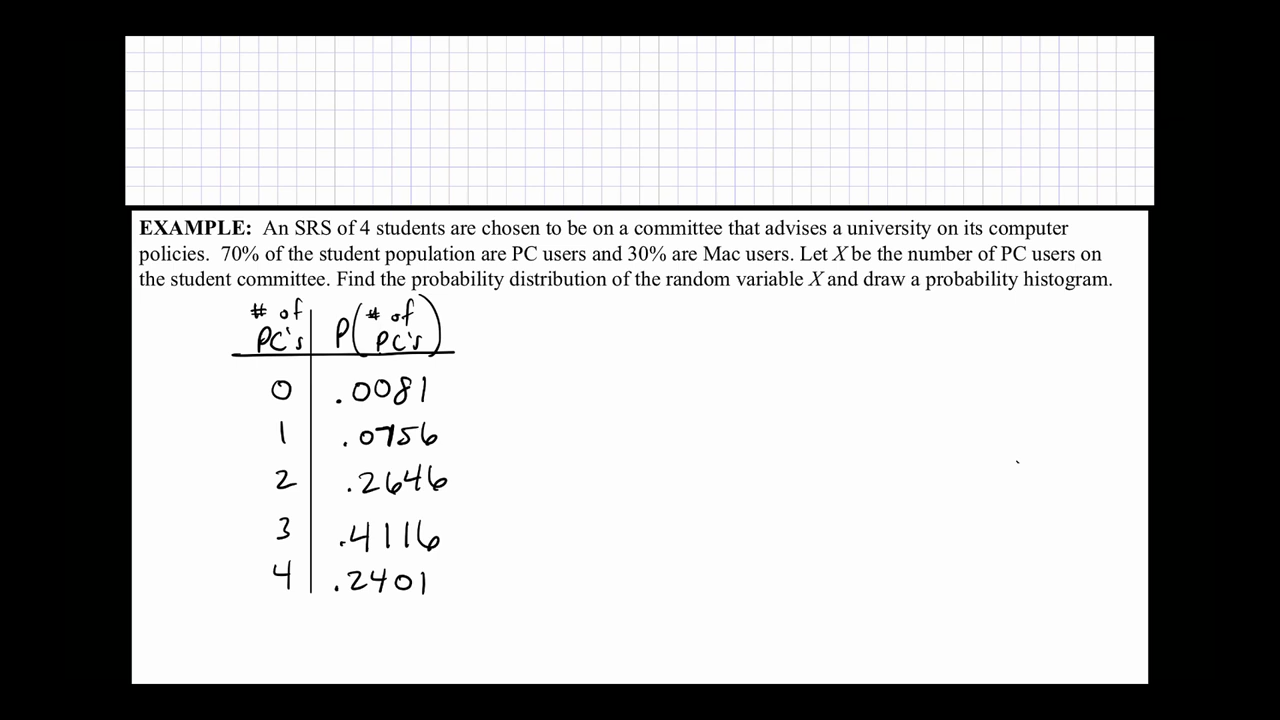 EXAMPLE: An SRS of 4 students are chosen to be on a committee that advises a university on its computer
policies. 70% of the student population are PC users and 30% are Mac users. Let X be the number of PC users on
the student committee. Find the probability distribution of the random variable X and draw a probability histogram.
# of PC's P(# of PC's)
0 .0081
1 .0756
2 .2646
3 .4116
4 .2401